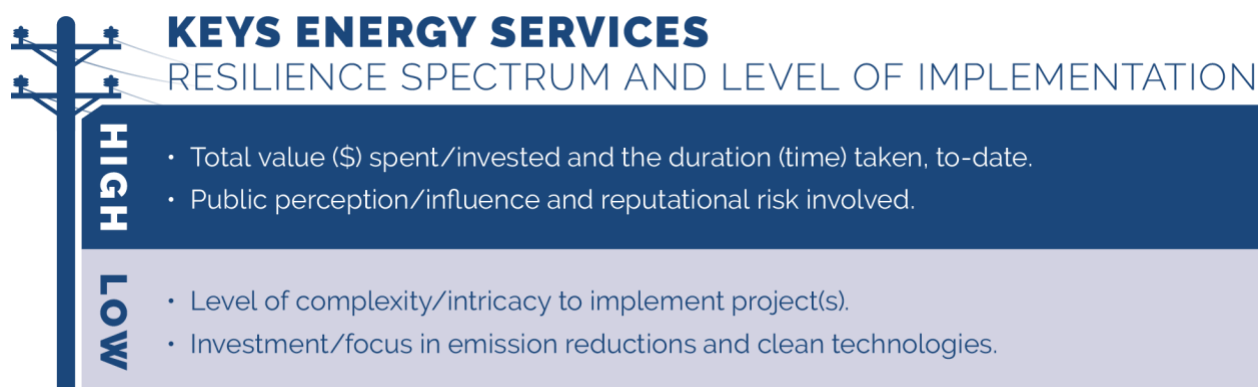 KEYS ENERGY SERVICES
RESILIENCE SPECTRUM AND LEVEL OF IMPLEMENTATION
HIGH
• Total value ($) spent/invested and the duration (time) taken, to-date.
• Public perception/influence and reputational risk involved.
LOW
• Level of complexity/intricacy to implement project(s).
• Investment/focus in emission reductions and clean technologies.